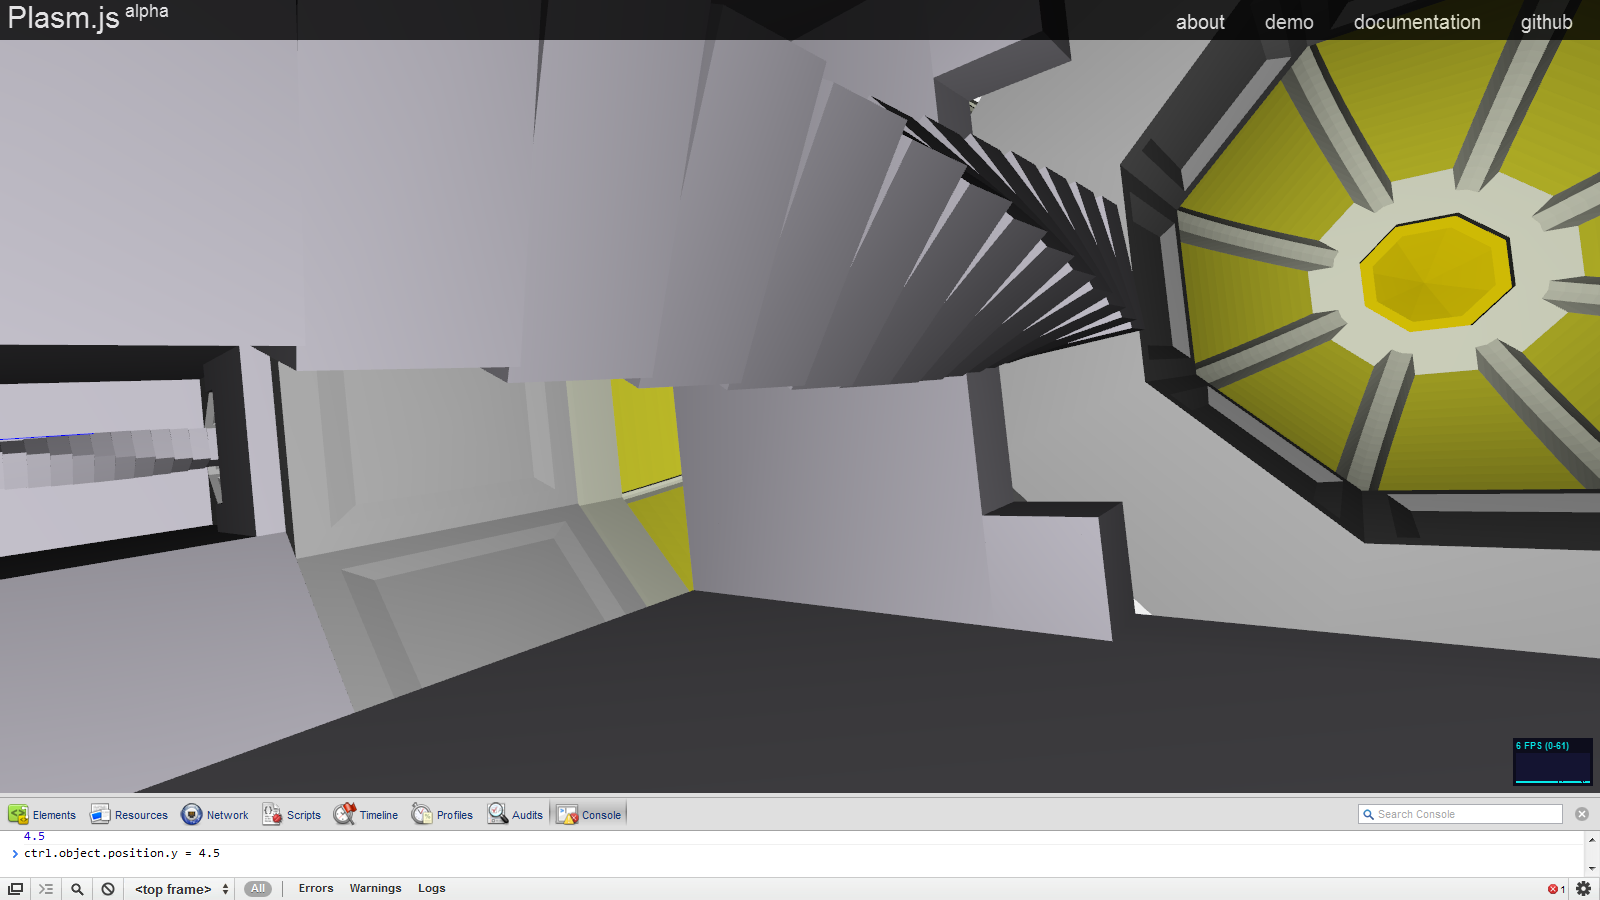 Plasm.js alpha
about demo documentation github
6 FPS (0-61)
Elements Resources Network Scripts Timeline Profiles Audits Console Search Console
4.5
> ctrl.object.position.y = 4.5
<top frame> All Errors Warnings Logs 1